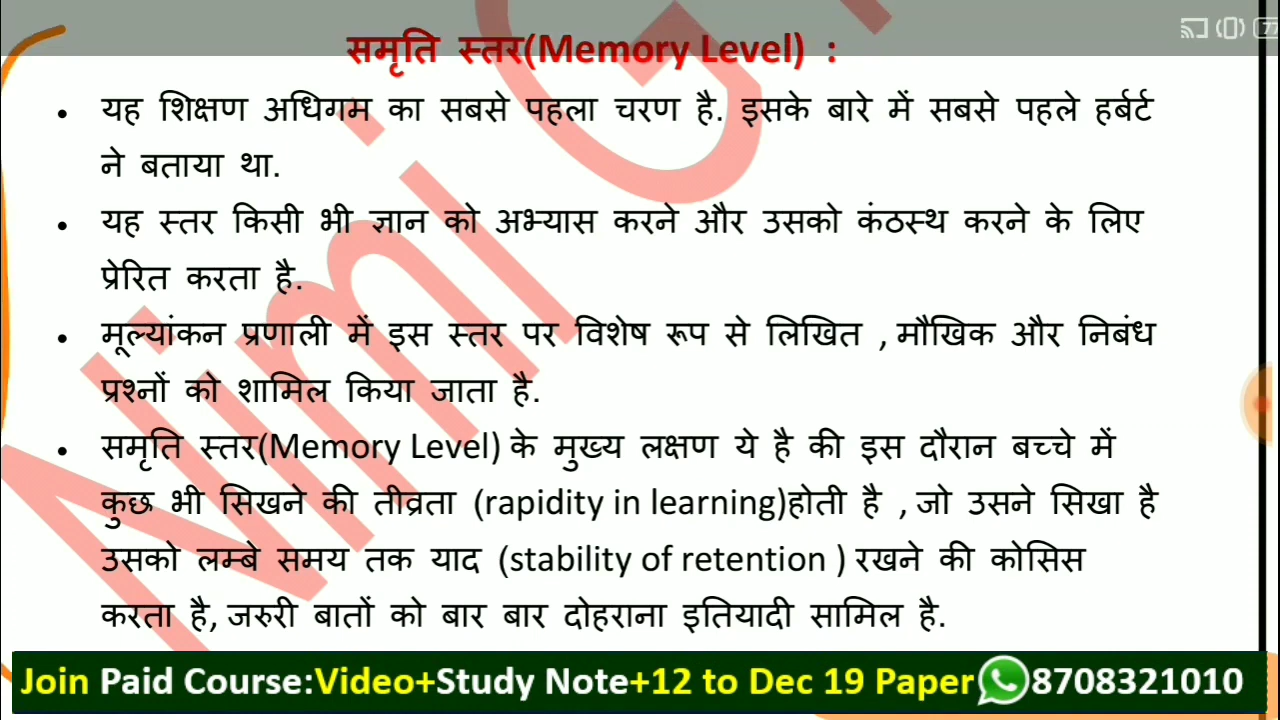 समृति स्तर(Memory Level) :
• यह शिक्षण अधिगम का सबसे पहला चरण है. इसके बारे में सबसे पहले हर्बर्ट
ने बताया था.
• यह स्तर किसी भी ज्ञान को अभ्यास करने और उसको कंठस्थ करने के लिए
प्रेरित करता है.
• मूल्यांकन प्रणाली में इस स्तर पर विशेष रूप से लिखित , मौखिक और निबंध
प्रश्नों को शामिल किया जाता है.
• समृति स्तर(Memory Level) के मुख्य लक्षण ये है की इस दौरान बच्चे में
कुछ भी सिखने की तीव्रता (rapidity in learning)होती है , जो उसने सिखा है
उसको लम्बे समय तक याद (stability of retention ) रखने की कोसिस
करता है, जरुरी बातों को बार बार दोहराना इतियादी सामिल है.
Join Paid Course:Video+Study Note+12 to Dec 19 Paper 8708321010